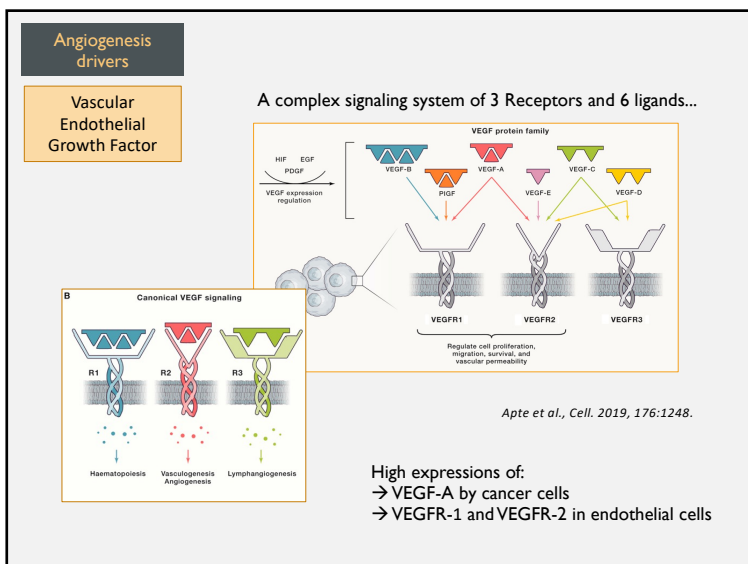 Angiogenesis
drivers
Vascular
Endothelial
Growth Factor
A complex signaling system of 3 Receptors and 6 ligands...
VEGF protein family
HIF EGF
PDGF
VEGF expression
regulation
VEGF-B
PlGF
VEGF-A
VEGF-E
VEGF-C
VEGF-D
VEGFR1
VEGFR2
VEGFR3
Regulate cell proliferation,
migration, survival, and
vascular permeability
B
Canonical VEGF signaling
R1
R2
R3
Haematopoiesis
Vasculogenesis
Angiogenesis
Lymphangiogenesis
Apte et al., Cell. 2019, 176:1248.
High expressions of:
→ VEGF-A by cancer cells
→ VEGFR-1 and VEGFR-2 in endothelial cells